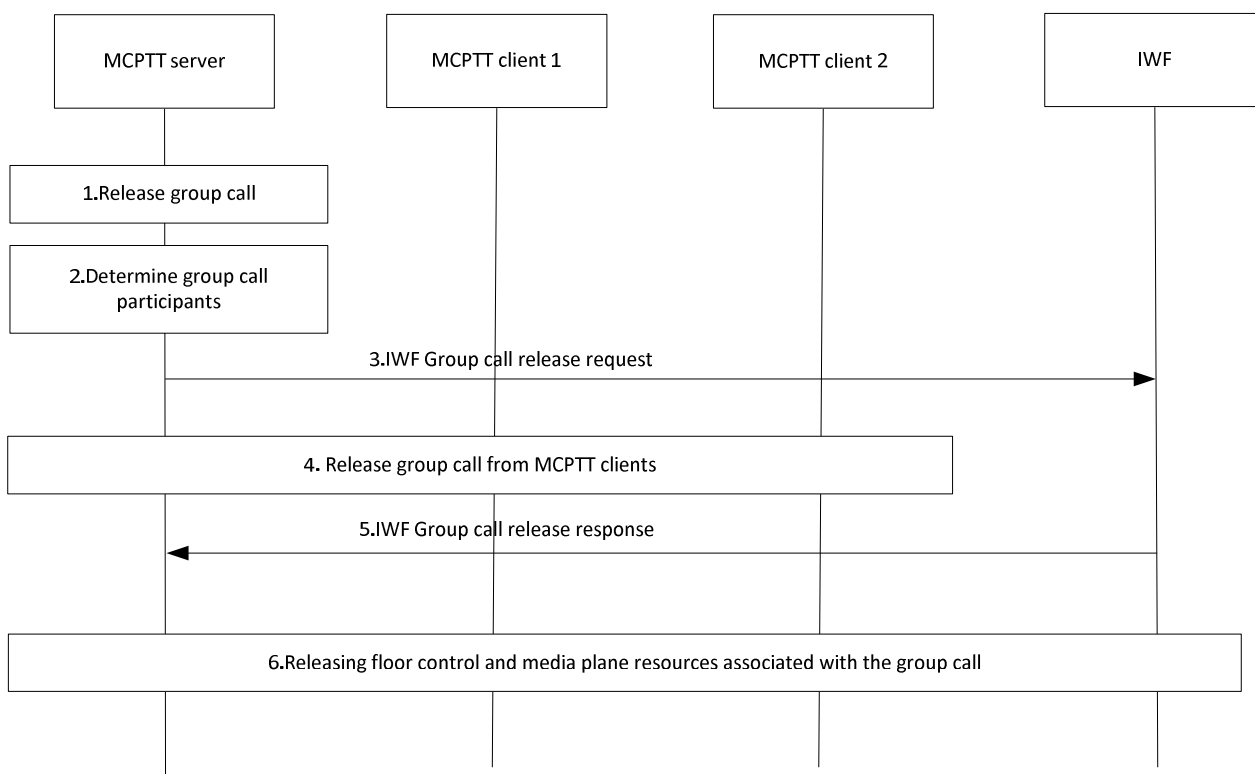 MCPTT server
MCPTT client 1
MCPTT client 2
IWF
1.Release group call
2.Determine group call
participants
3.IWF Group call release request
4. Release group call from MCPTT clients
5.IWF Group call release response
6.Releasing floor control and media plane resources associated with the group call